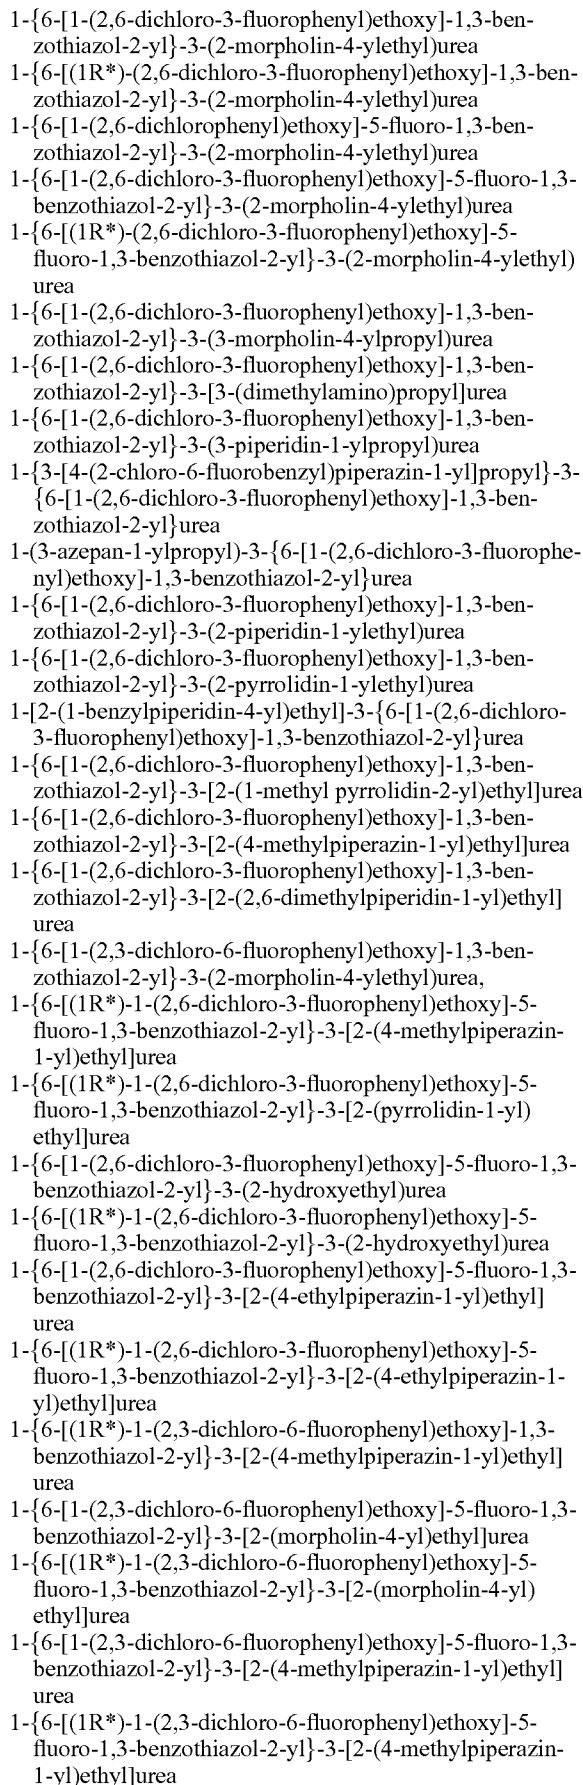 1-{6-[1-(2,6-dichloro-3-fluorophenyl)ethoxy]-1,3-ben-
zothiazol-2-yl}-3-(2-morpholin-4-ylethyl)urea
1-{6-[(1R*)-(2,6-dichloro-3-fluorophenyl)ethoxy]-1,3-ben-
zothiazol-2-yl}-3-(2-morpholin-4-ylethyl)urea
1-{6-[1-(2,6-dichlorophenyl)ethoxy]-5-fluoro-1,3-ben-
zothiazol-2-yl}-3-(2-morpholin-4-ylethyl)urea
1-{6-[1-(2,6-dichloro-3-fluorophenyl)ethoxy]-5-fluoro-1,3-
benzothiazol-2-yl}-3-(2-morpholin-4-ylethyl)urea
1-{6-[(1R*)-(2,6-dichloro-3-fluorophenyl)ethoxy]-5-
fluoro-1,3-benzothiazol-2-yl}-3-(2-morpholin-4-ylethyl)
urea
1-{6-[1-(2,6-dichloro-3-fluorophenyl)ethoxy]-1,3-ben-
zothiazol-2-yl}-3-(3-morpholin-4-ylpropyl)urea
1-{6-[1-(2,6-dichloro-3-fluorophenyl)ethoxy]-1,3-ben-
zothiazol-2-yl}-3-[3-(dimethylamino)propyl]urea
1-{6-[1-(2,6-dichloro-3-fluorophenyl)ethoxy]-1,3-ben-
zothiazol-2-yl}-3-(3-piperidin-1-ylpropyl)urea
1-{3-[4-(2-chloro-6-fluorobenzyl)piperazin-1-yl]propyl}-3-
{6-[1-(2,6-dichloro-3-fluorophenyl)ethoxy]-1,3-ben-
zothiazol-2-yl}urea
1-(3-azepan-1-ylpropyl)-3-{6-[1-(2,6-dichloro-3-fluorophe-
nyl)ethoxy]-1,3-benzothiazol-2-yl}urea
1-{6-[1-(2,6-dichloro-3-fluorophenyl)ethoxy]-1,3-ben-
zothiazol-2-yl}-3-(2-piperidin-1-ylethyl)urea
1-{6-[1-(2,6-dichloro-3-fluorophenyl)ethoxy]-1,3-ben-
zothiazol-2-yl}-3-(2-pyrrolidin-1-ylethyl)urea
1-[2-(1-benzylpiperidin-4-yl)ethyl]-3-{6-[1-(2,6-dichloro-
3-fluorophenyl)ethoxy]-1,3-benzothiazol-2-yl}urea
1-{6-[1-(2,6-dichloro-3-fluorophenyl)ethoxy]-1,3-ben-
zothiazol-2-yl}-3-[2-(1-methyl pyrrolidin-2-yl)ethyl]urea
1-{6-[1-(2,6-dichloro-3-fluorophenyl)ethoxy]-1,3-ben-
zothiazol-2-yl}-3-[2-(4-methylpiperazin-1-yl)ethyl]urea
1-{6-[1-(2,6-dichloro-3-fluorophenyl)ethoxy]-1,3-ben-
zothiazol-2-yl}-3-[2-(2,6-dimethylpiperidin-1-yl)ethyl]
urea
1-{6-[1-(2,3-dichloro-6-fluorophenyl)ethoxy]-1,3-ben-
zothiazol-2-yl}-3-(2-morpholin-4-ylethyl)urea,
1-{6-[(1R*)-1-(2,6-dichloro-3-fluorophenyl)ethoxy]-5-
fluoro-1,3-benzothiazol-2-yl}-3-[2-(4-methylpiperazin-
1-yl)ethyl]urea
1-{6-[(1R*)-1-(2,6-dichloro-3-fluorophenyl)ethoxy]-5-
fluoro-1,3-benzothiazol-2-yl}-3-[2-(pyrrolidin-1-yl)
ethyl]urea
1-{6-[1-(2,6-dichloro-3-fluorophenyl)ethoxy]-5-fluoro-1,3-
benzothiazol-2-yl}-3-(2-hydroxyethyl)urea
1-{6-[(1R*)-1-(2,6-dichloro-3-fluorophenyl)ethoxy]-5-
fluoro-1,3-benzothiazol-2-yl}-3-(2-hydroxyethyl)urea
1-{6-[1-(2,6-dichloro-3-fluorophenyl)ethoxy]-5-fluoro-1,3-
benzothiazol-2-yl}-3-[2-(4-ethylpiperazin-1-yl)ethyl]
urea
1-{6-[(1R*)-1-(2,6-dichloro-3-fluorophenyl)ethoxy]-5-
fluoro-1,3-benzothiazol-2-yl}-3-[2-(4-ethylpiperazin-1-
yl)ethyl]urea
1-{6-[(1R*)-1-(2,3-dichloro-6-fluorophenyl)ethoxy]-1,3-
benzothiazol-2-yl}-3-[2-(4-methylpiperazin-1-yl)ethyl]
urea
1-{6-[1-(2,3-dichloro-6-fluorophenyl)ethoxy]-5-fluoro-1,3-
benzothiazol-2-yl}-3-[2-(morpholin-4-yl)ethyl]urea
1-{6-[(1R*)-1-(2,3-dichloro-6-fluorophenyl)ethoxy]-5-
fluoro-1,3-benzothiazol-2-yl}-3-[2-(morpholin-4-yl)
ethyl]urea
1-{6-[1-(2,3-dichloro-6-fluorophenyl)ethoxy]-5-fluoro-1,3-
benzothiazol-2-yl}-3-[2-(4-methylpiperazin-1-yl)ethyl]
urea
1-{6-[(1R*)-1-(2,3-dichloro-6-fluorophenyl)ethoxy]-5-
fluoro-1,3-benzothiazol-2-yl}-3-[2-(4-methylpiperazin-
1-yl)ethyl]urea